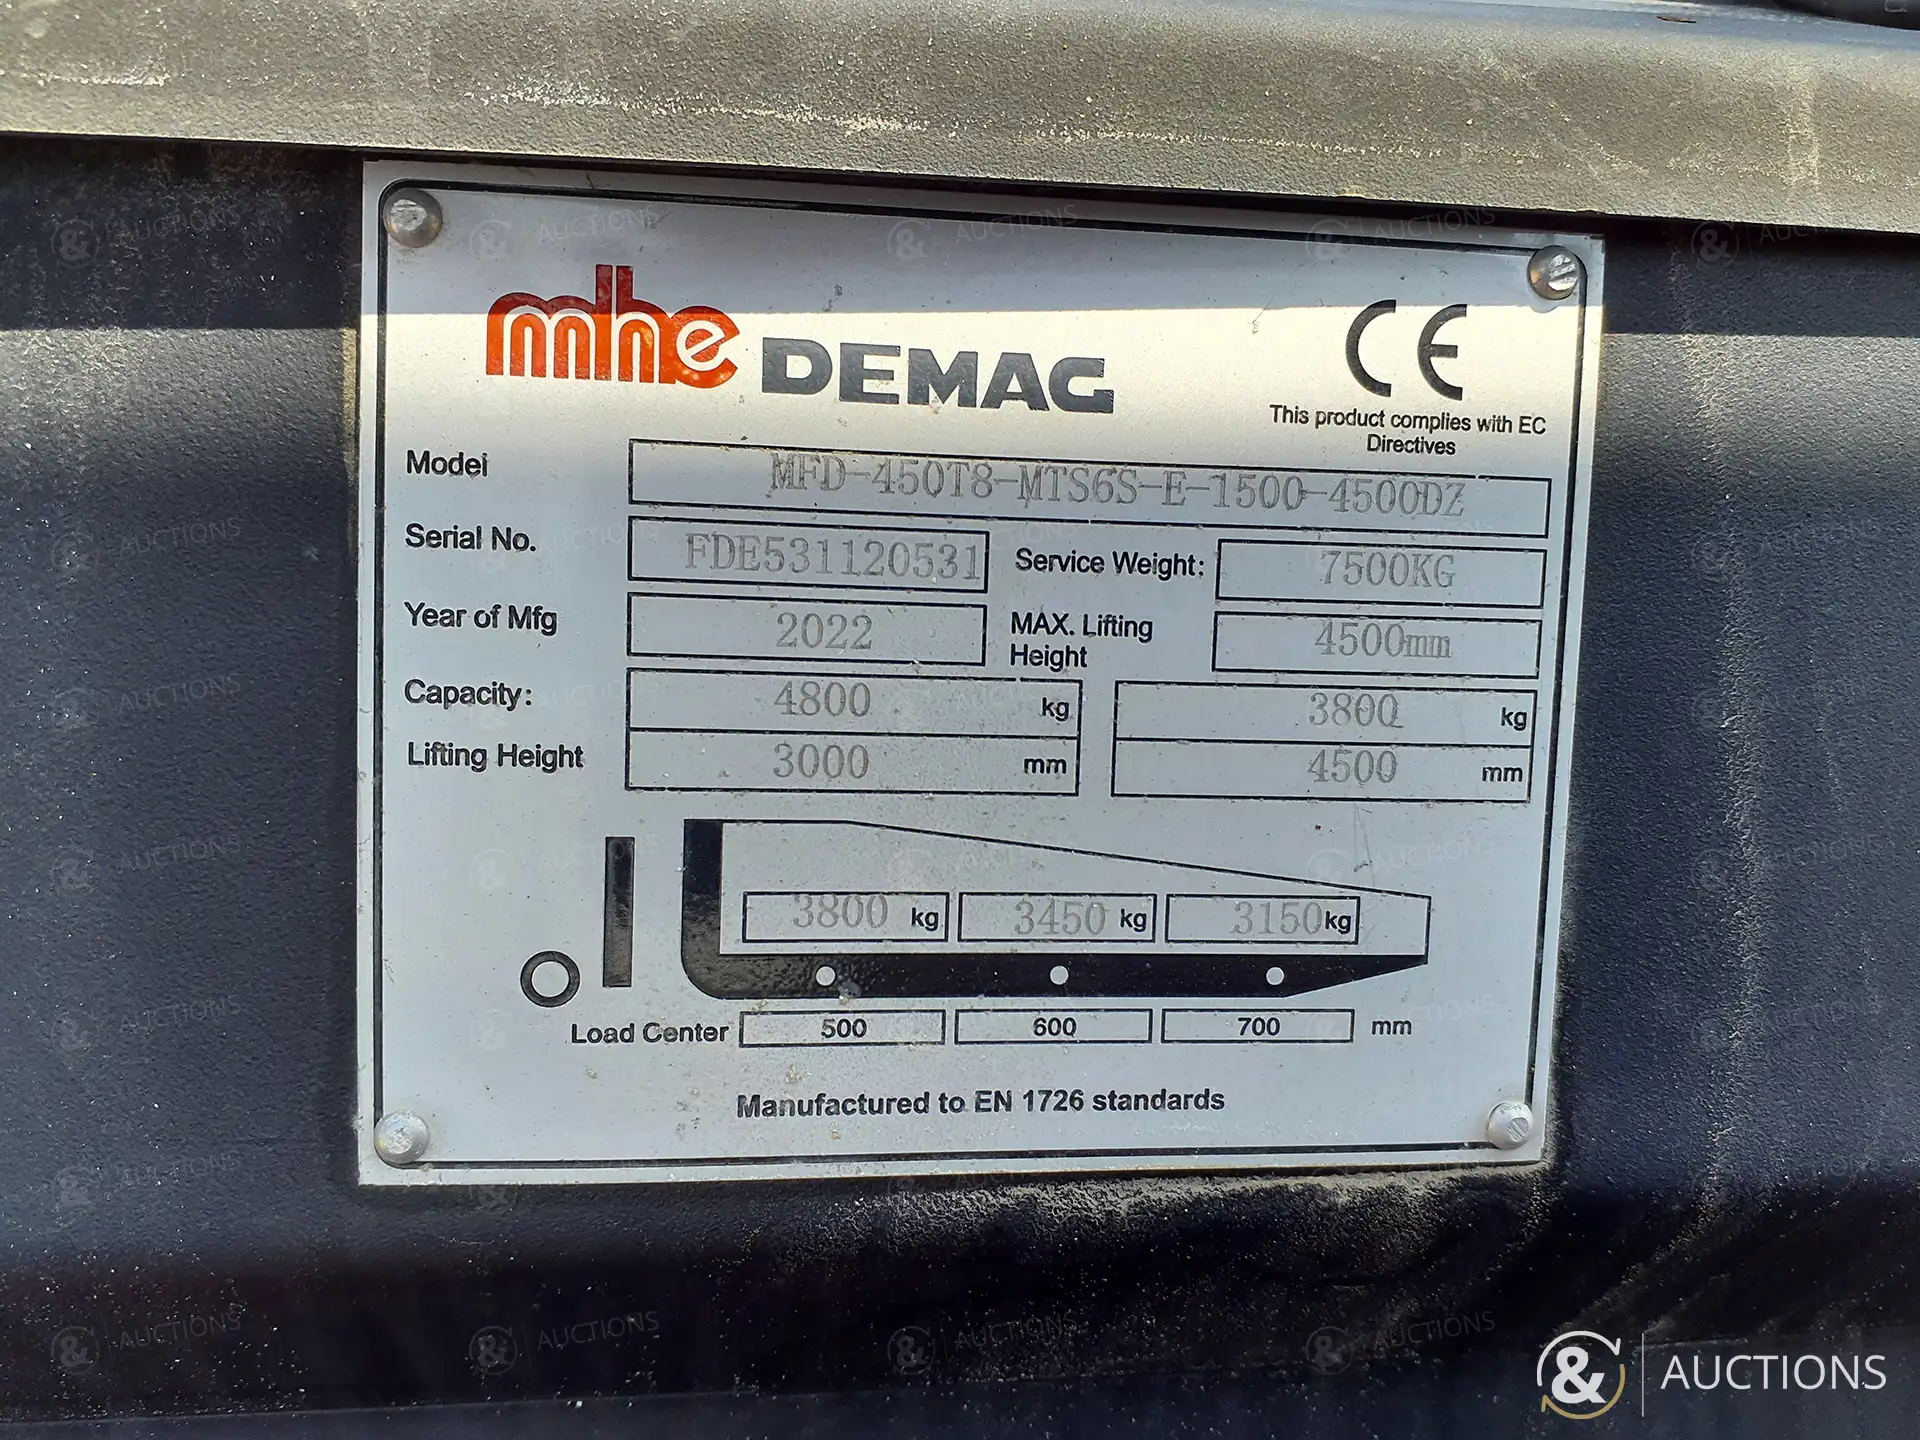 mhe DEMAG
CE
This product complies with EC
Directives
Model MFD-450T8-MTS6S-E-1500-4500DZ
Serial No. FDE531120531 Service Weight: 7500KG
Year of Mfg 2022 MAX. Lifting
Height 4500mm
Capacity: 4800 kg 3800 kg
Lifting Height 3000 mm 4500 mm
3800 kg 3450 kg 3150 kg
Load Center 500 600 700 mm
Manufactured to EN 1726 standards
& AUCTIONS